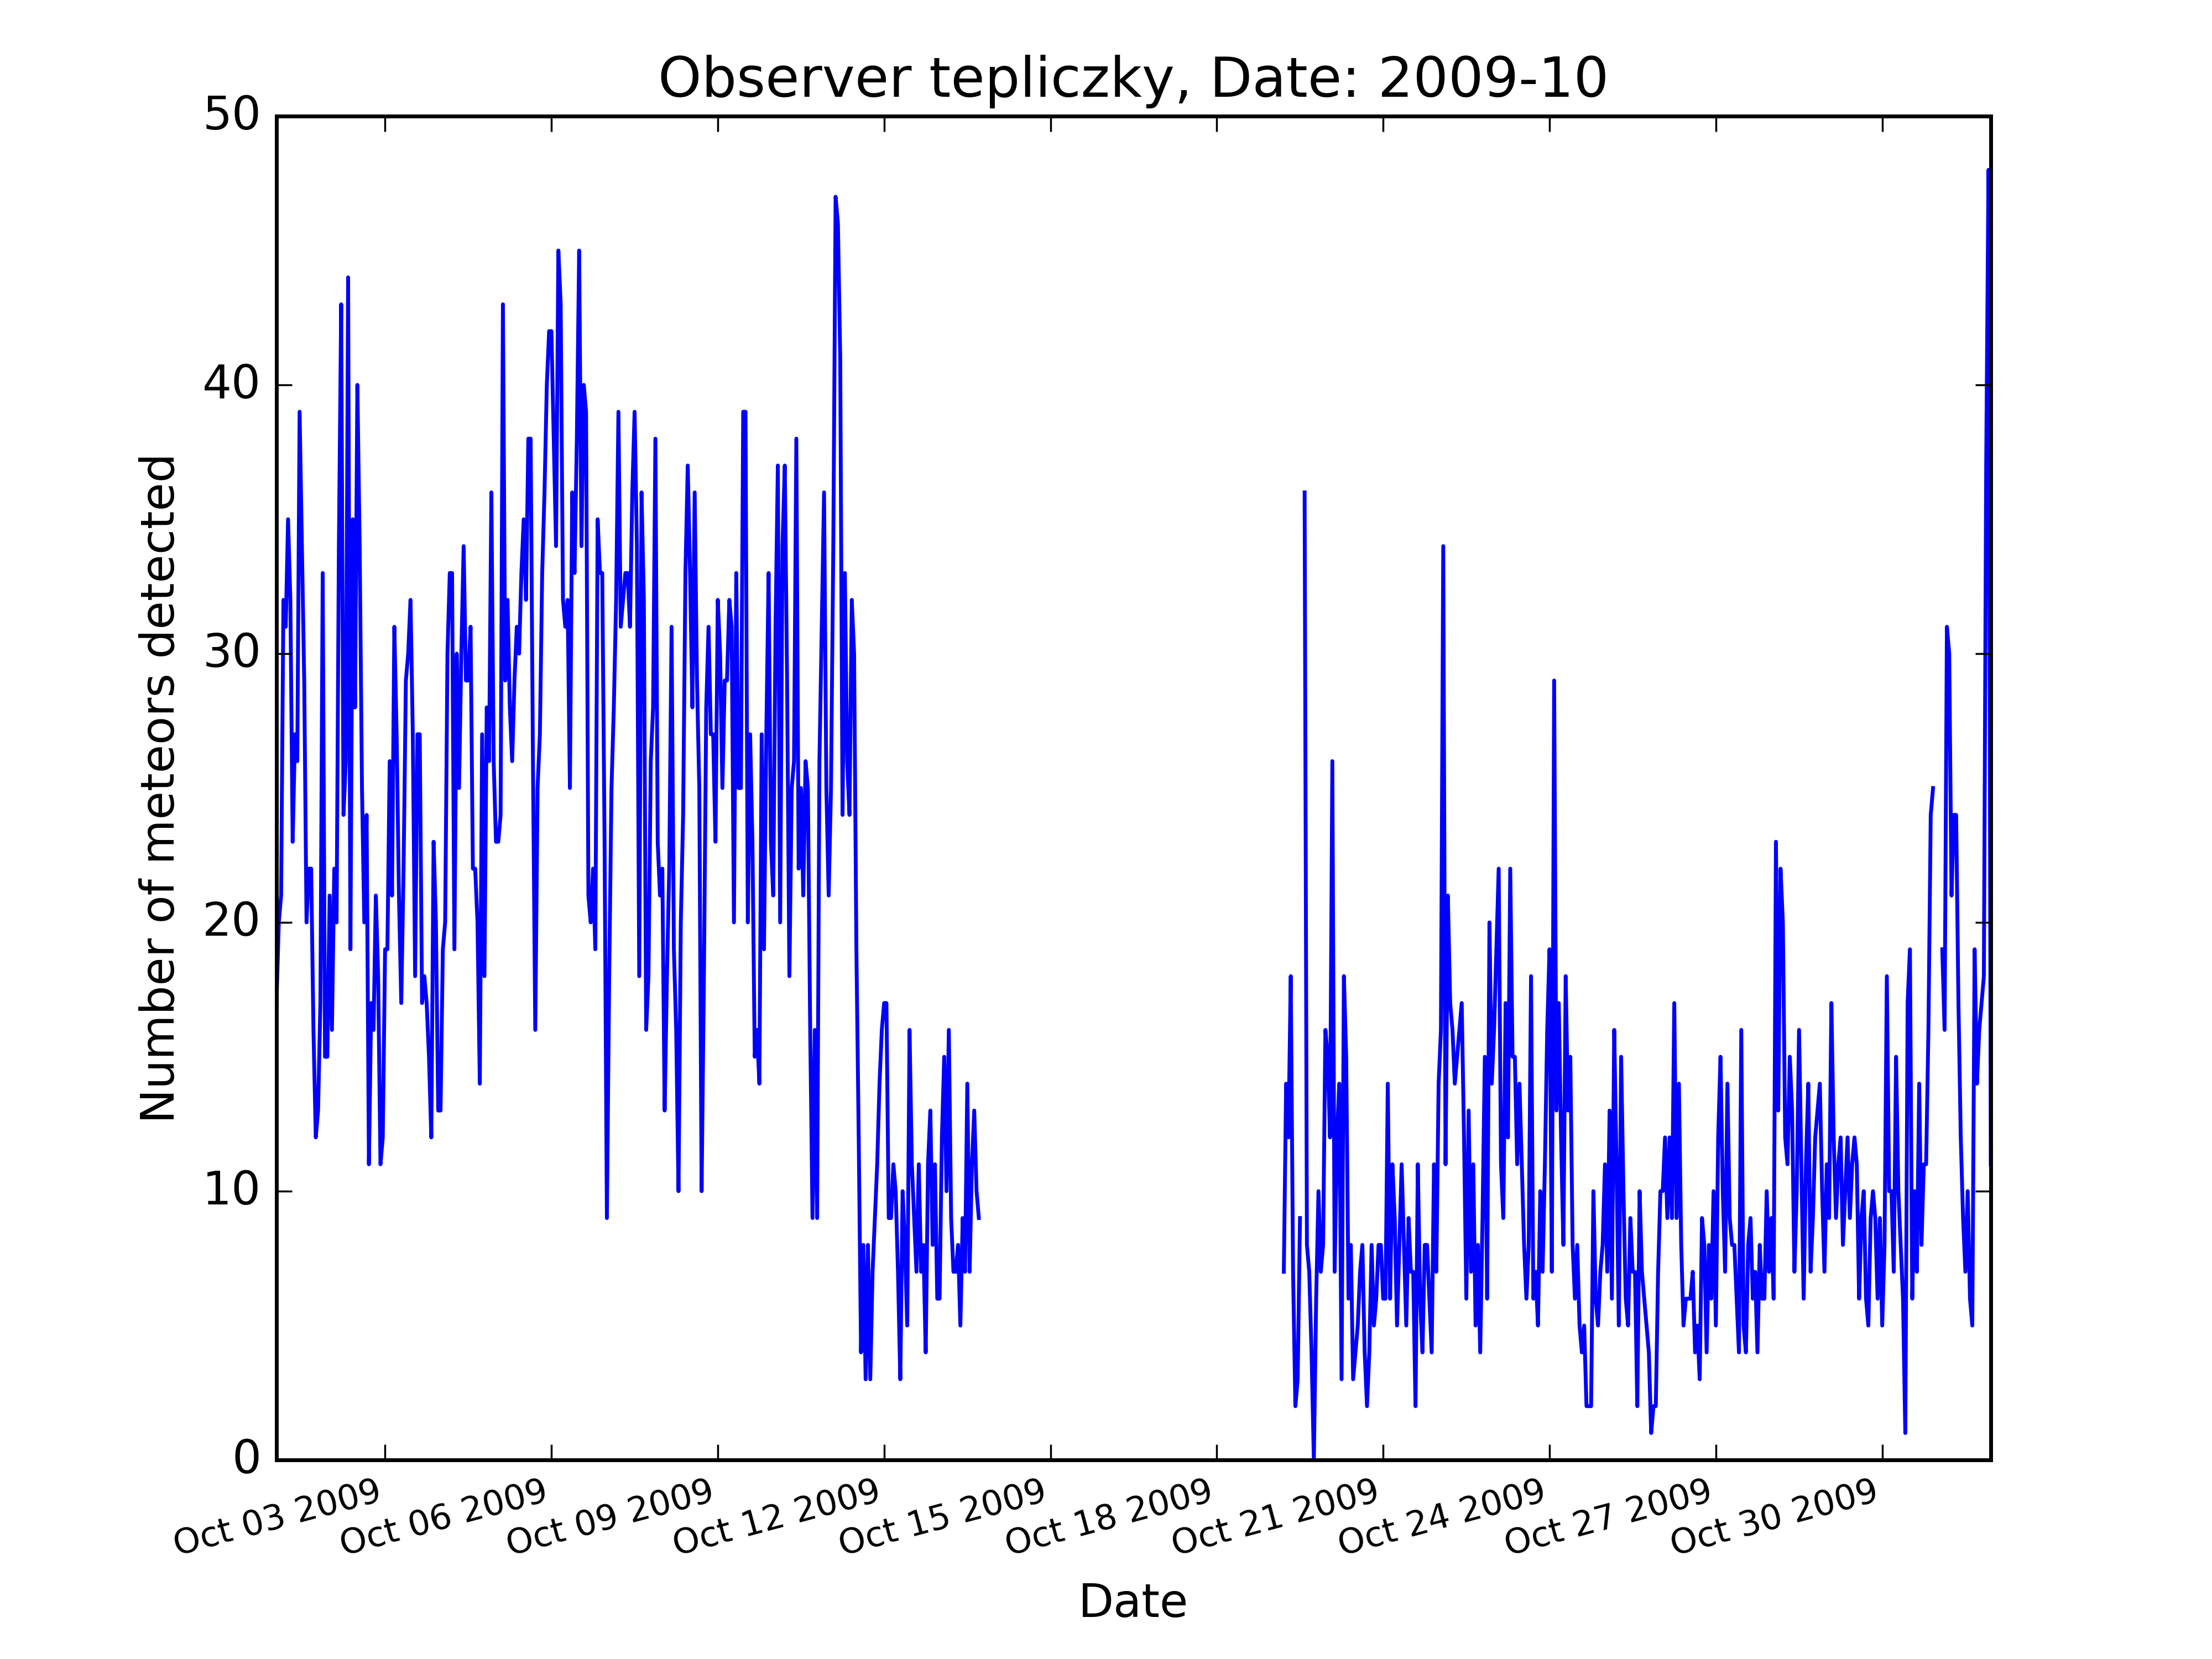 Observer tepliczky, Date: 2009-10
Number of meteors detected
50
40
30
20
10
0
Oct 03 2009
Oct 06 2009
Oct 09 2009
Oct 12 2009
Oct 15 2009
Oct 18 2009
Oct 21 2009
Oct 24 2009
Oct 27 2009
Oct 30 2009
Date